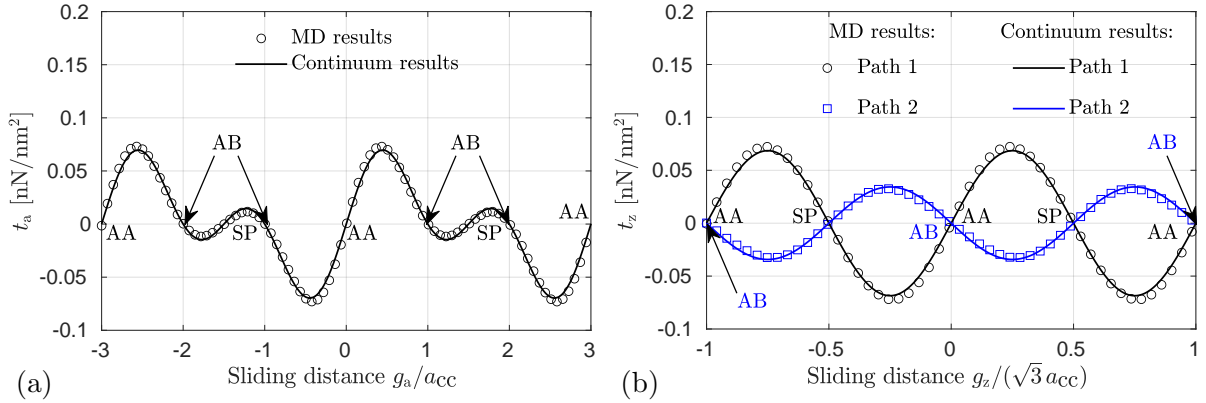 0.2
MD results
Continuum results
0.15
0.1
AB AB
0.05
AA
0
AA SP AA SP
-0.05
-0.1
-3 -2 -1 0 1 2 3
t_a [nN/nm²]
Sliding distance g_a/a_CC
(a)
0.2
MD results: Continuum results:
Path 1 Path 1
0.15
Path 2 Path 2
0.1
AB
0.05
0
AA SP AB AA SP AA
-0.05
AB
-0.1
-1 -0.5 0 0.5 1
t_z [nN/nm²]
Sliding distance g_z/(√3 a_CC)
(b)